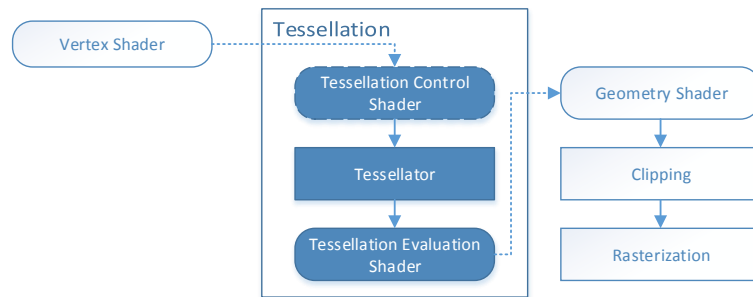 Tessellation
Vertex Shader
Tessellation Control
Shader
Geometry Shader
Tessellator
Clipping
Tessellation Evaluation
Shader
Rasterization